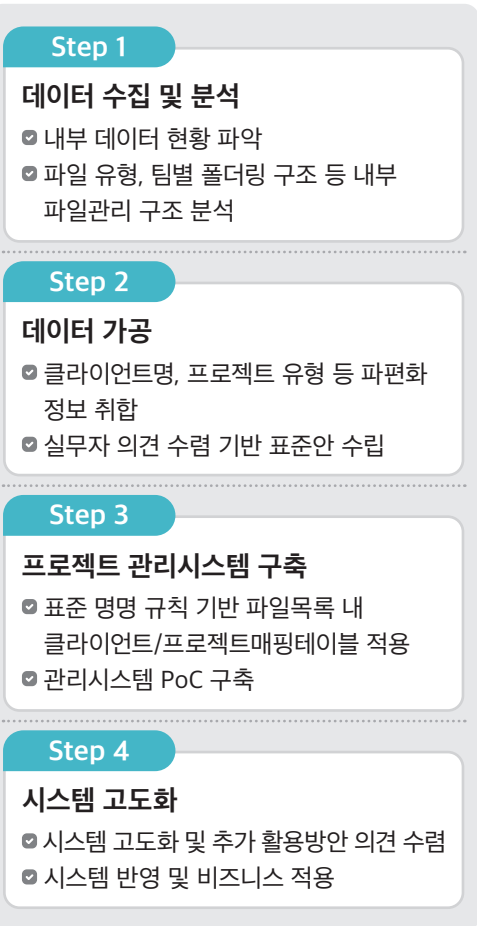 Step 1
데이터 수집 및 분석
내부 데이터 현황 파악
파일 유형, 팀별 폴더링 구조 등 내부
파일관리 구조 분석
Step 2
데이터 가공
클라이언트명, 프로젝트 유형 등 파편화
정보 취합
실무자 의견 수렴 기반 표준안 수립
Step 3
프로젝트 관리시스템 구축
표준 명명 규칙 기반 파일목록 내
클라이언트/프로젝트매핑테이블 적용
관리시스템 PoC 구축
Step 4
시스템 고도화
시스템 고도화 및 추가 활용방안 의견 수렴
시스템 반영 및 비즈니스 적용